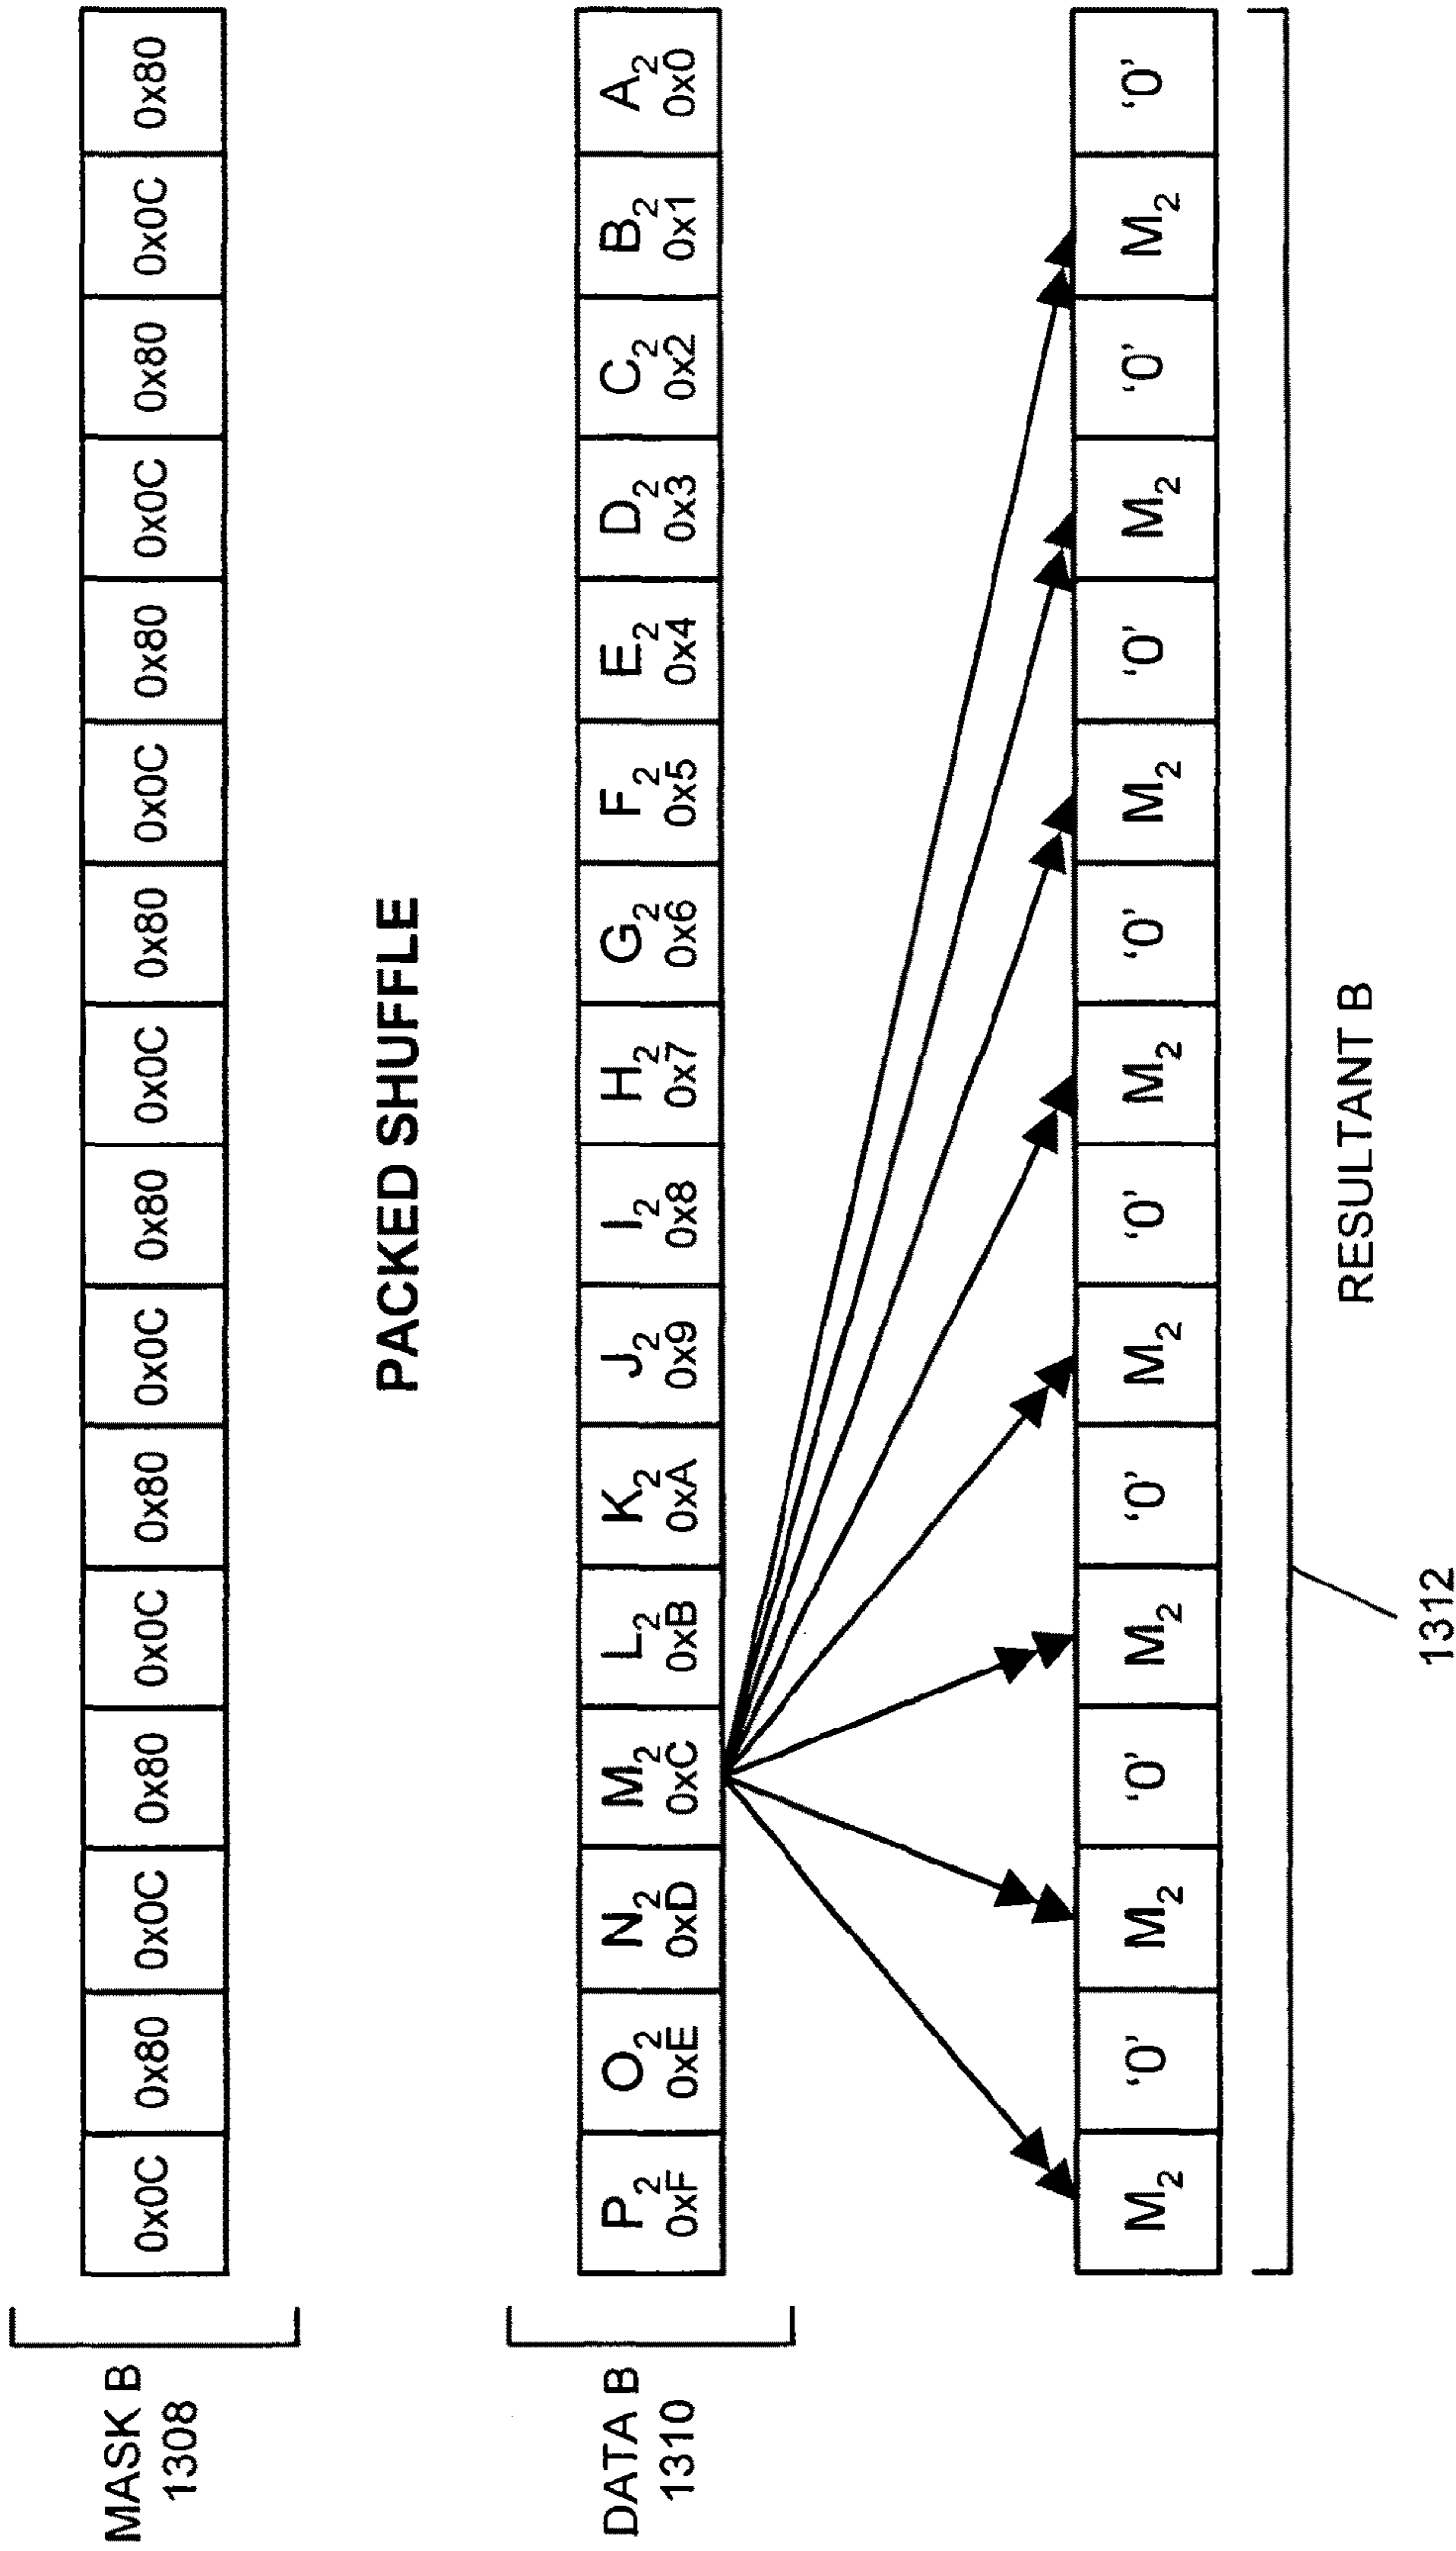 MASK B
1308
0x0C 0x80 0x0C 0x80 0x0C 0x80 0x0C 0x80 0x0C 0x80 0x0C 0x80 0x0C 0x80 0x0C 0x80
PACKED SHUFFLE
DATA B
1310
P₂ O₂ N₂ M₂ L₂ K₂ J₂ I₂ H₂ G₂ F₂ E₂ D₂ C₂ B₂ A₂
0xF 0xE 0xD 0xC 0xB 0xA 0x9 0x8 0x7 0x6 0x5 0x4 0x3 0x2 0x1 0x0
M₂ ‘0’ M₂ ‘0’ M₂ ‘0’ M₂ ‘0’ M₂ ‘0’ M₂ ‘0’ M₂ ‘0’ M₂ ‘0’
RESULTANT B
1312